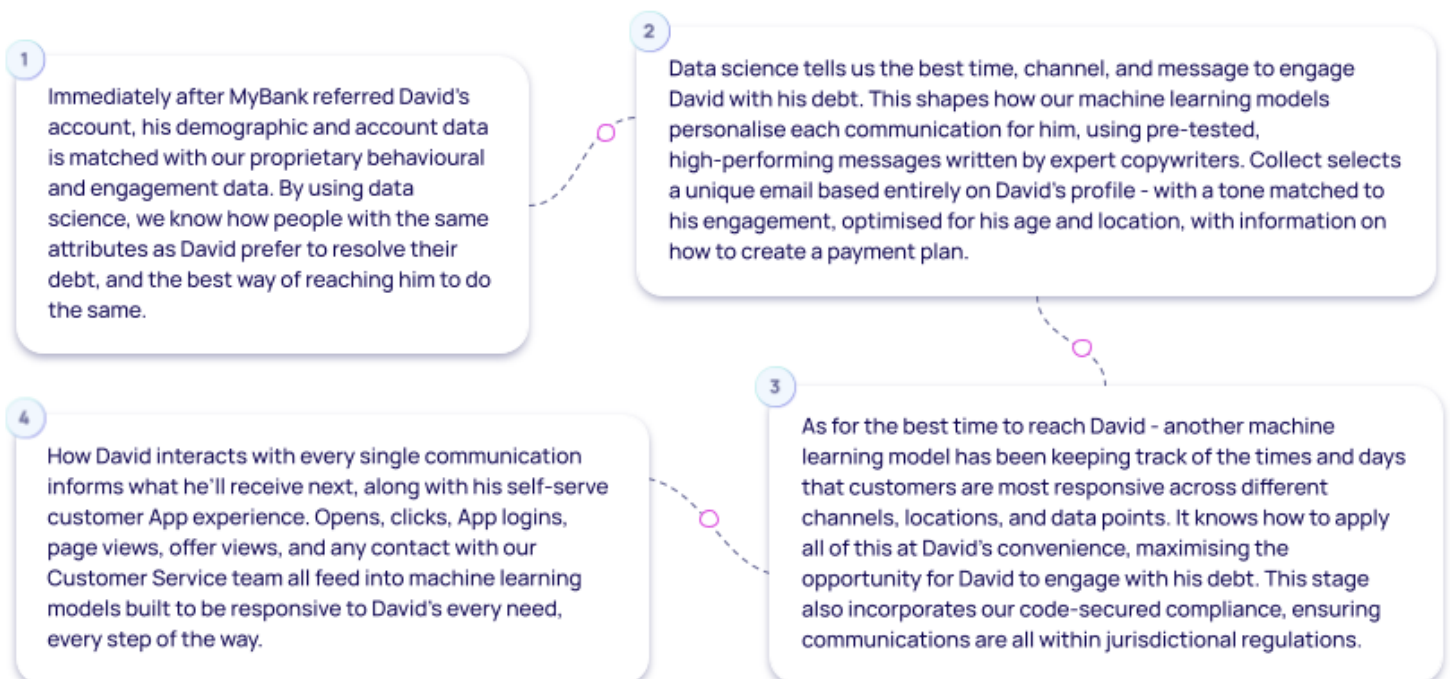 1
Immediately after MyBank referred David's
account, his demographic and account data
is matched with our proprietary behavioural
and engagement data. By using data
science, we know how people with the same
attributes as David prefer to resolve their
debt, and the best way of reaching him to do
the same.
2
Data science tells us the best time, channel, and message to engage
David with his debt. This shapes how our machine learning models
personalise each communication for him, using pre-tested,
high-performing messages written by expert copywriters. Collect selects
a unique email based entirely on David's profile - with a tone matched to
his engagement, optimised for his age and location, with information on
how to create a payment plan.
3
As for the best time to reach David - another machine
learning model has been keeping track of the times and days
that customers are most responsive across different
channels, locations, and data points. It knows how to apply
all of this at David's convenience, maximising the
opportunity for David to engage with his debt. This stage
also incorporates our code-secured compliance, ensuring
communications are all within jurisdictional regulations.
4
How David interacts with every single communication
informs what he'll receive next, along with his self-serve
customer App experience. Opens, clicks, App logins,
page views, offer views, and any contact with our
Customer Service team all feed into machine learning
models built to be responsive to David's every need,
every step of the way.